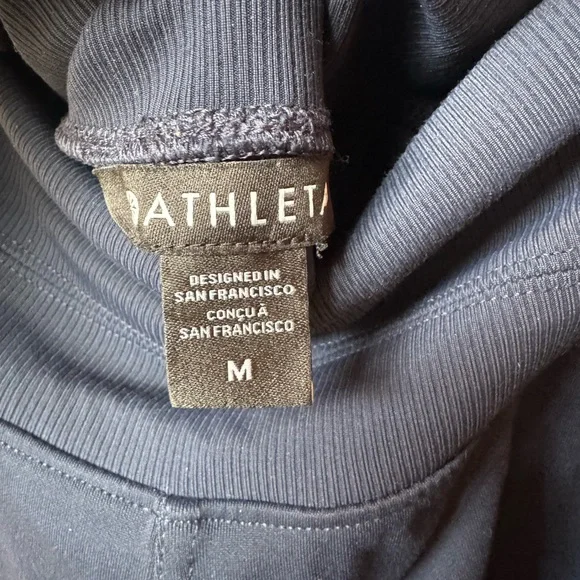 ATHLETA
DESIGNED IN
SAN FRANCISCO
CONÇU À
SAN FRANCISCO
M